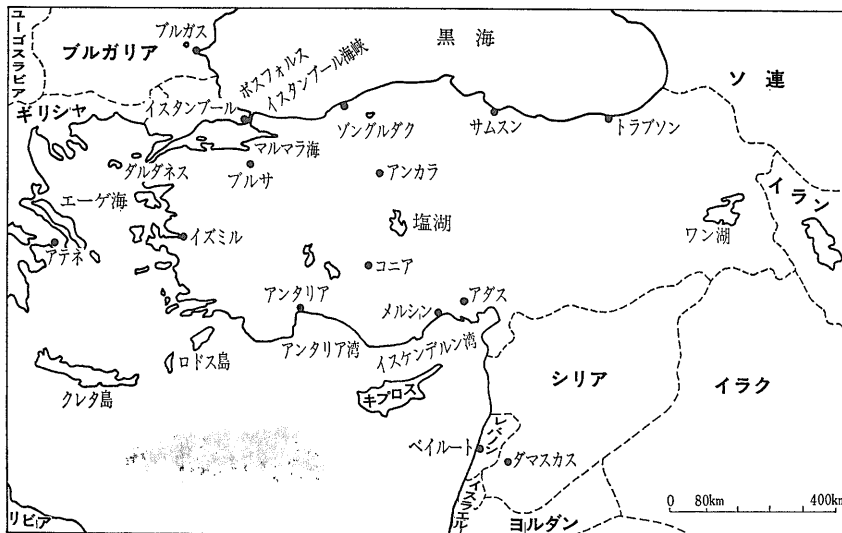 ユーゴスラビア
ブルガス
ブルガリア
黒海
ボスフォルス
イスタンブール海峡
ソ連
ギリシャ
イスタンブール
ゾングルダク
サムスン
トラブソン
マルマラ海
ダルダネス
ブルサ
アンカラ
イラン
エーゲ海
塩湖
ワン湖
イズミル
アテネ
コニア
アンタリア
メルシン
アダス
アンタリア湾
イスケンデルン湾
ロドス島
クレタ島
キプロス
シリア
イラク
レバノン
ベイルート
ダマスカス
イスラエル
ヨルダン
リビア
0 80km 400km